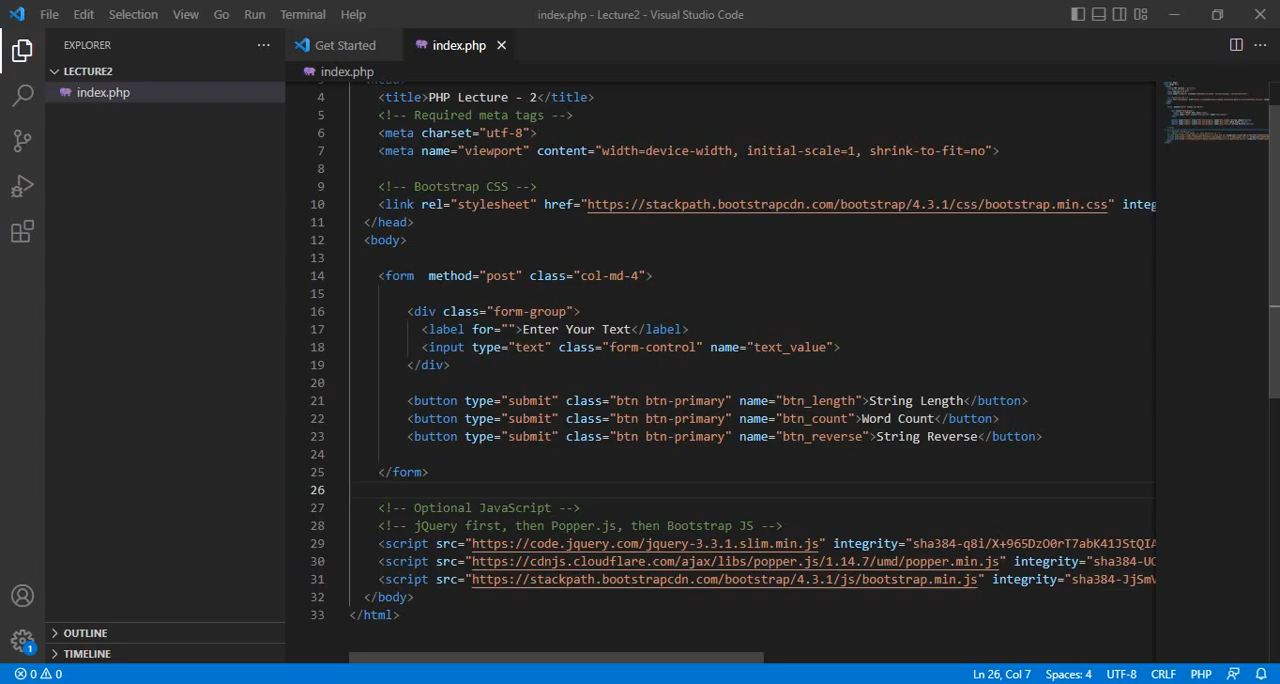 File Edit Selection View Go Run Terminal Help
index.php - Lecture2 - Visual Studio Code
EXPLORER
LECTURE2
index.php
Get Started
index.php
index.php
4 <title>PHP Lecture - 2</title>
5 <!-- Required meta tags -->
6 <meta charset="utf-8">
7 <meta name="viewport" content="width=device-width, initial-scale=1, shrink-to-fit=no">
8
9 <!-- Bootstrap CSS -->
10 <link rel="stylesheet" href="https://stackpath.bootstrapcdn.com/bootstrap/4.3.1/css/bootstrap.min.css" integ
11 </head>
12 <body>
13
14 <form  method="post" class="col-md-4">
15
16 <div class="form-group">
17 <label for="">Enter Your Text</label>
18 <input type="text" class="form-control" name="text_value">
19 </div>
20
21 <button type="submit" class="btn btn-primary" name="btn_length">String Length</button>
22 <button type="submit" class="btn btn-primary" name="btn_count">Word Count</button>
23 <button type="submit" class="btn btn-primary" name="btn_reverse">String Reverse</button>
24
25 </form>
26
27 <!-- Optional JavaScript -->
28 <!-- jQuery first, then Popper.js, then Bootstrap JS -->
29 <script src="https://code.jquery.com/jquery-3.3.1.slim.min.js" integrity="sha384-q8i/X+965DzO0rT7abK41JStQIA
30 <script src="https://cdnjs.cloudflare.com/ajax/libs/popper.js/1.14.7/umd/popper.min.js" integrity="sha384-UO
31 <script src="https://stackpath.bootstrapcdn.com/bootstrap/4.3.1/js/bootstrap.min.js" integrity="sha384-JjSmV
32 </body>
33 </html>
OUTLINE
TIMELINE
1
0 0
Ln 26, Col 7 Spaces: 4 UTF-8 CRLF PHP